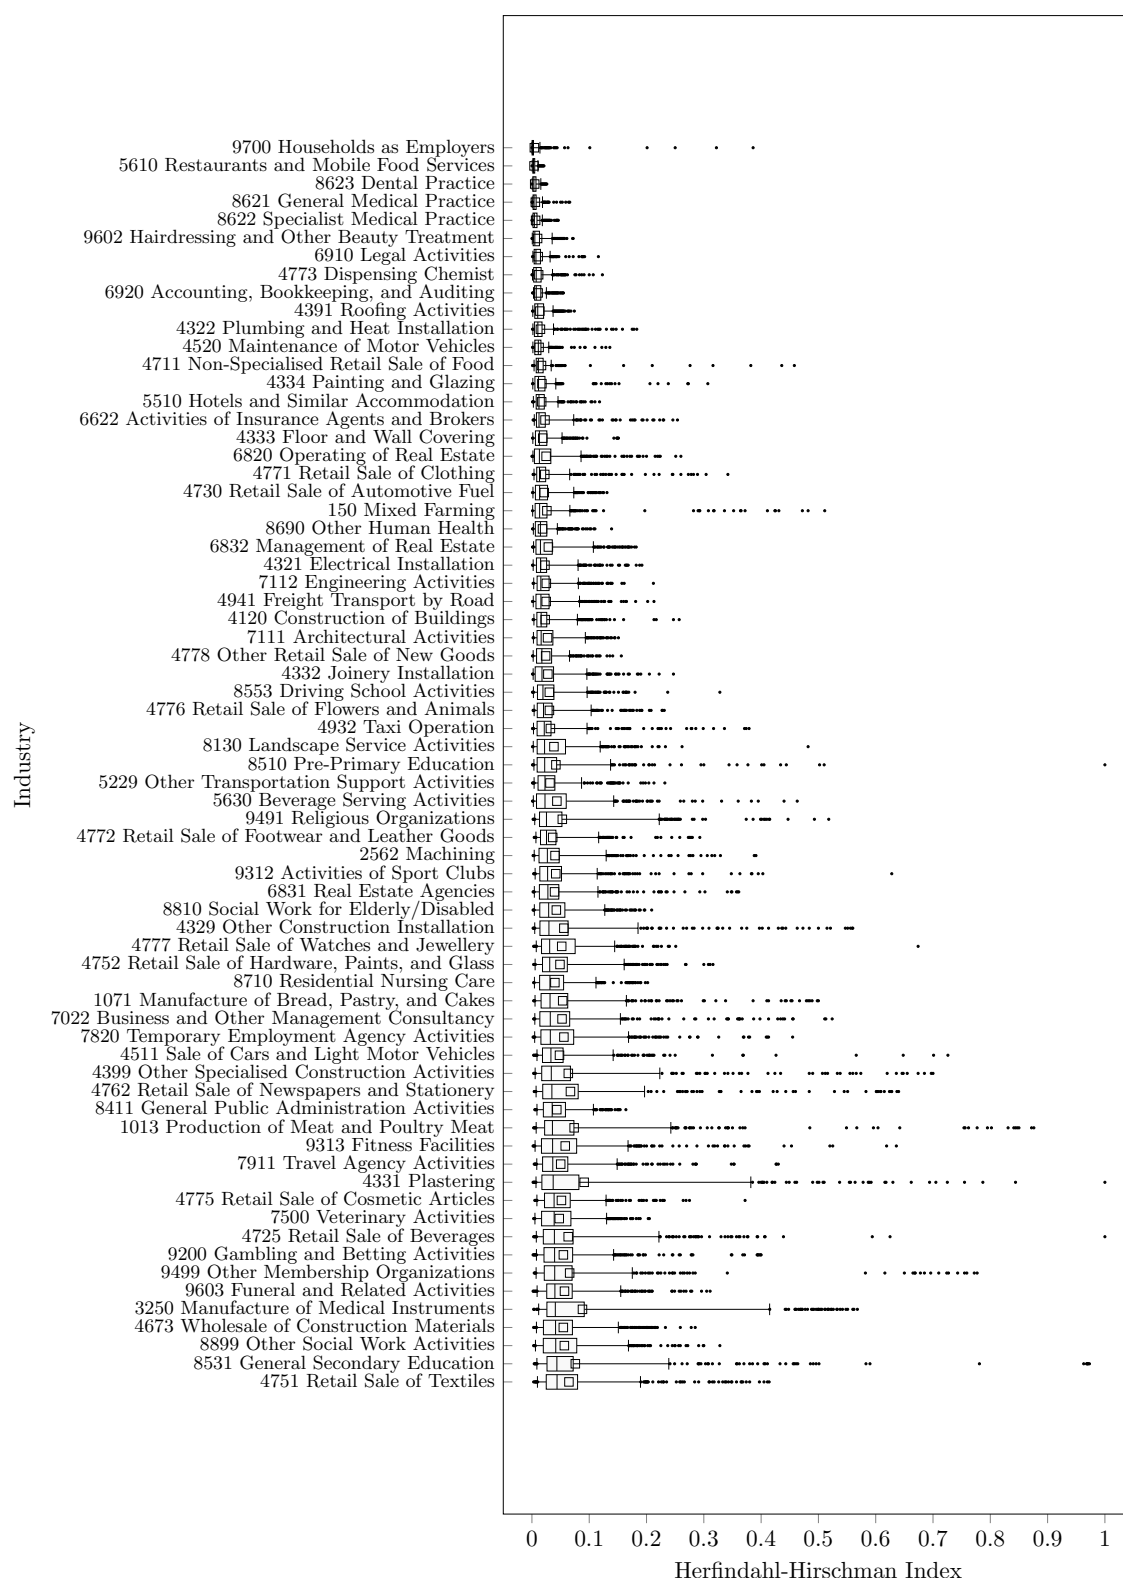 9700 Households as Employers
5610 Restaurants and Mobile Food Services
8623 Dental Practice
8621 General Medical Practice
8622 Specialist Medical Practice
9602 Hairdressing and Other Beauty Treatment
6910 Legal Activities
4773 Dispensing Chemist
6920 Accounting, Bookkeeping, and Auditing
4391 Roofing Activities
4322 Plumbing and Heat Installation
4520 Maintenance of Motor Vehicles
4711 Non-Specialised Retail Sale of Food
4334 Painting and Glazing
5510 Hotels and Similar Accommodation
6622 Activities of Insurance Agents and Brokers
4333 Floor and Wall Covering
6820 Operating of Real Estate
4771 Retail Sale of Clothing
4730 Retail Sale of Automotive Fuel
150 Mixed Farming
8690 Other Human Health
6832 Management of Real Estate
4321 Electrical Installation
7112 Engineering Activities
4941 Freight Transport by Road
4120 Construction of Buildings
7111 Architectural Activities
4778 Other Retail Sale of New Goods
4332 Joinery Installation
8553 Driving School Activities
4776 Retail Sale of Flowers and Animals
4932 Taxi Operation
8130 Landscape Service Activities
8510 Pre-Primary Education
5229 Other Transportation Support Activities
5630 Beverage Serving Activities
9491 Religious Organizations
4772 Retail Sale of Footwear and Leather Goods
2562 Machining
9312 Activities of Sport Clubs
6831 Real Estate Agencies
8810 Social Work for Elderly/Disabled
4329 Other Construction Installation
4777 Retail Sale of Watches and Jewellery
4752 Retail Sale of Hardware, Paints, and Glass
8710 Residential Nursing Care
1071 Manufacture of Bread, Pastry, and Cakes
7022 Business and Other Management Consultancy
7820 Temporary Employment Agency Activities
4511 Sale of Cars and Light Motor Vehicles
4399 Other Specialised Construction Activities
4762 Retail Sale of Newspapers and Stationery
8411 General Public Administration Activities
1013 Production of Meat and Poultry Meat
9313 Fitness Facilities
7911 Travel Agency Activities
4331 Plastering
4775 Retail Sale of Cosmetic Articles
7500 Veterinary Activities
4725 Retail Sale of Beverages
9200 Gambling and Betting Activities
9499 Other Membership Organizations
9603 Funeral and Related Activities
3250 Manufacture of Medical Instruments
4673 Wholesale of Construction Materials
8899 Other Social Work Activities
8531 General Secondary Education
4751 Retail Sale of Textiles
Industry
0 0.1 0.2 0.3 0.4 0.5 0.6 0.7 0.8 0.9 1
Herfindahl-Hirschman Index